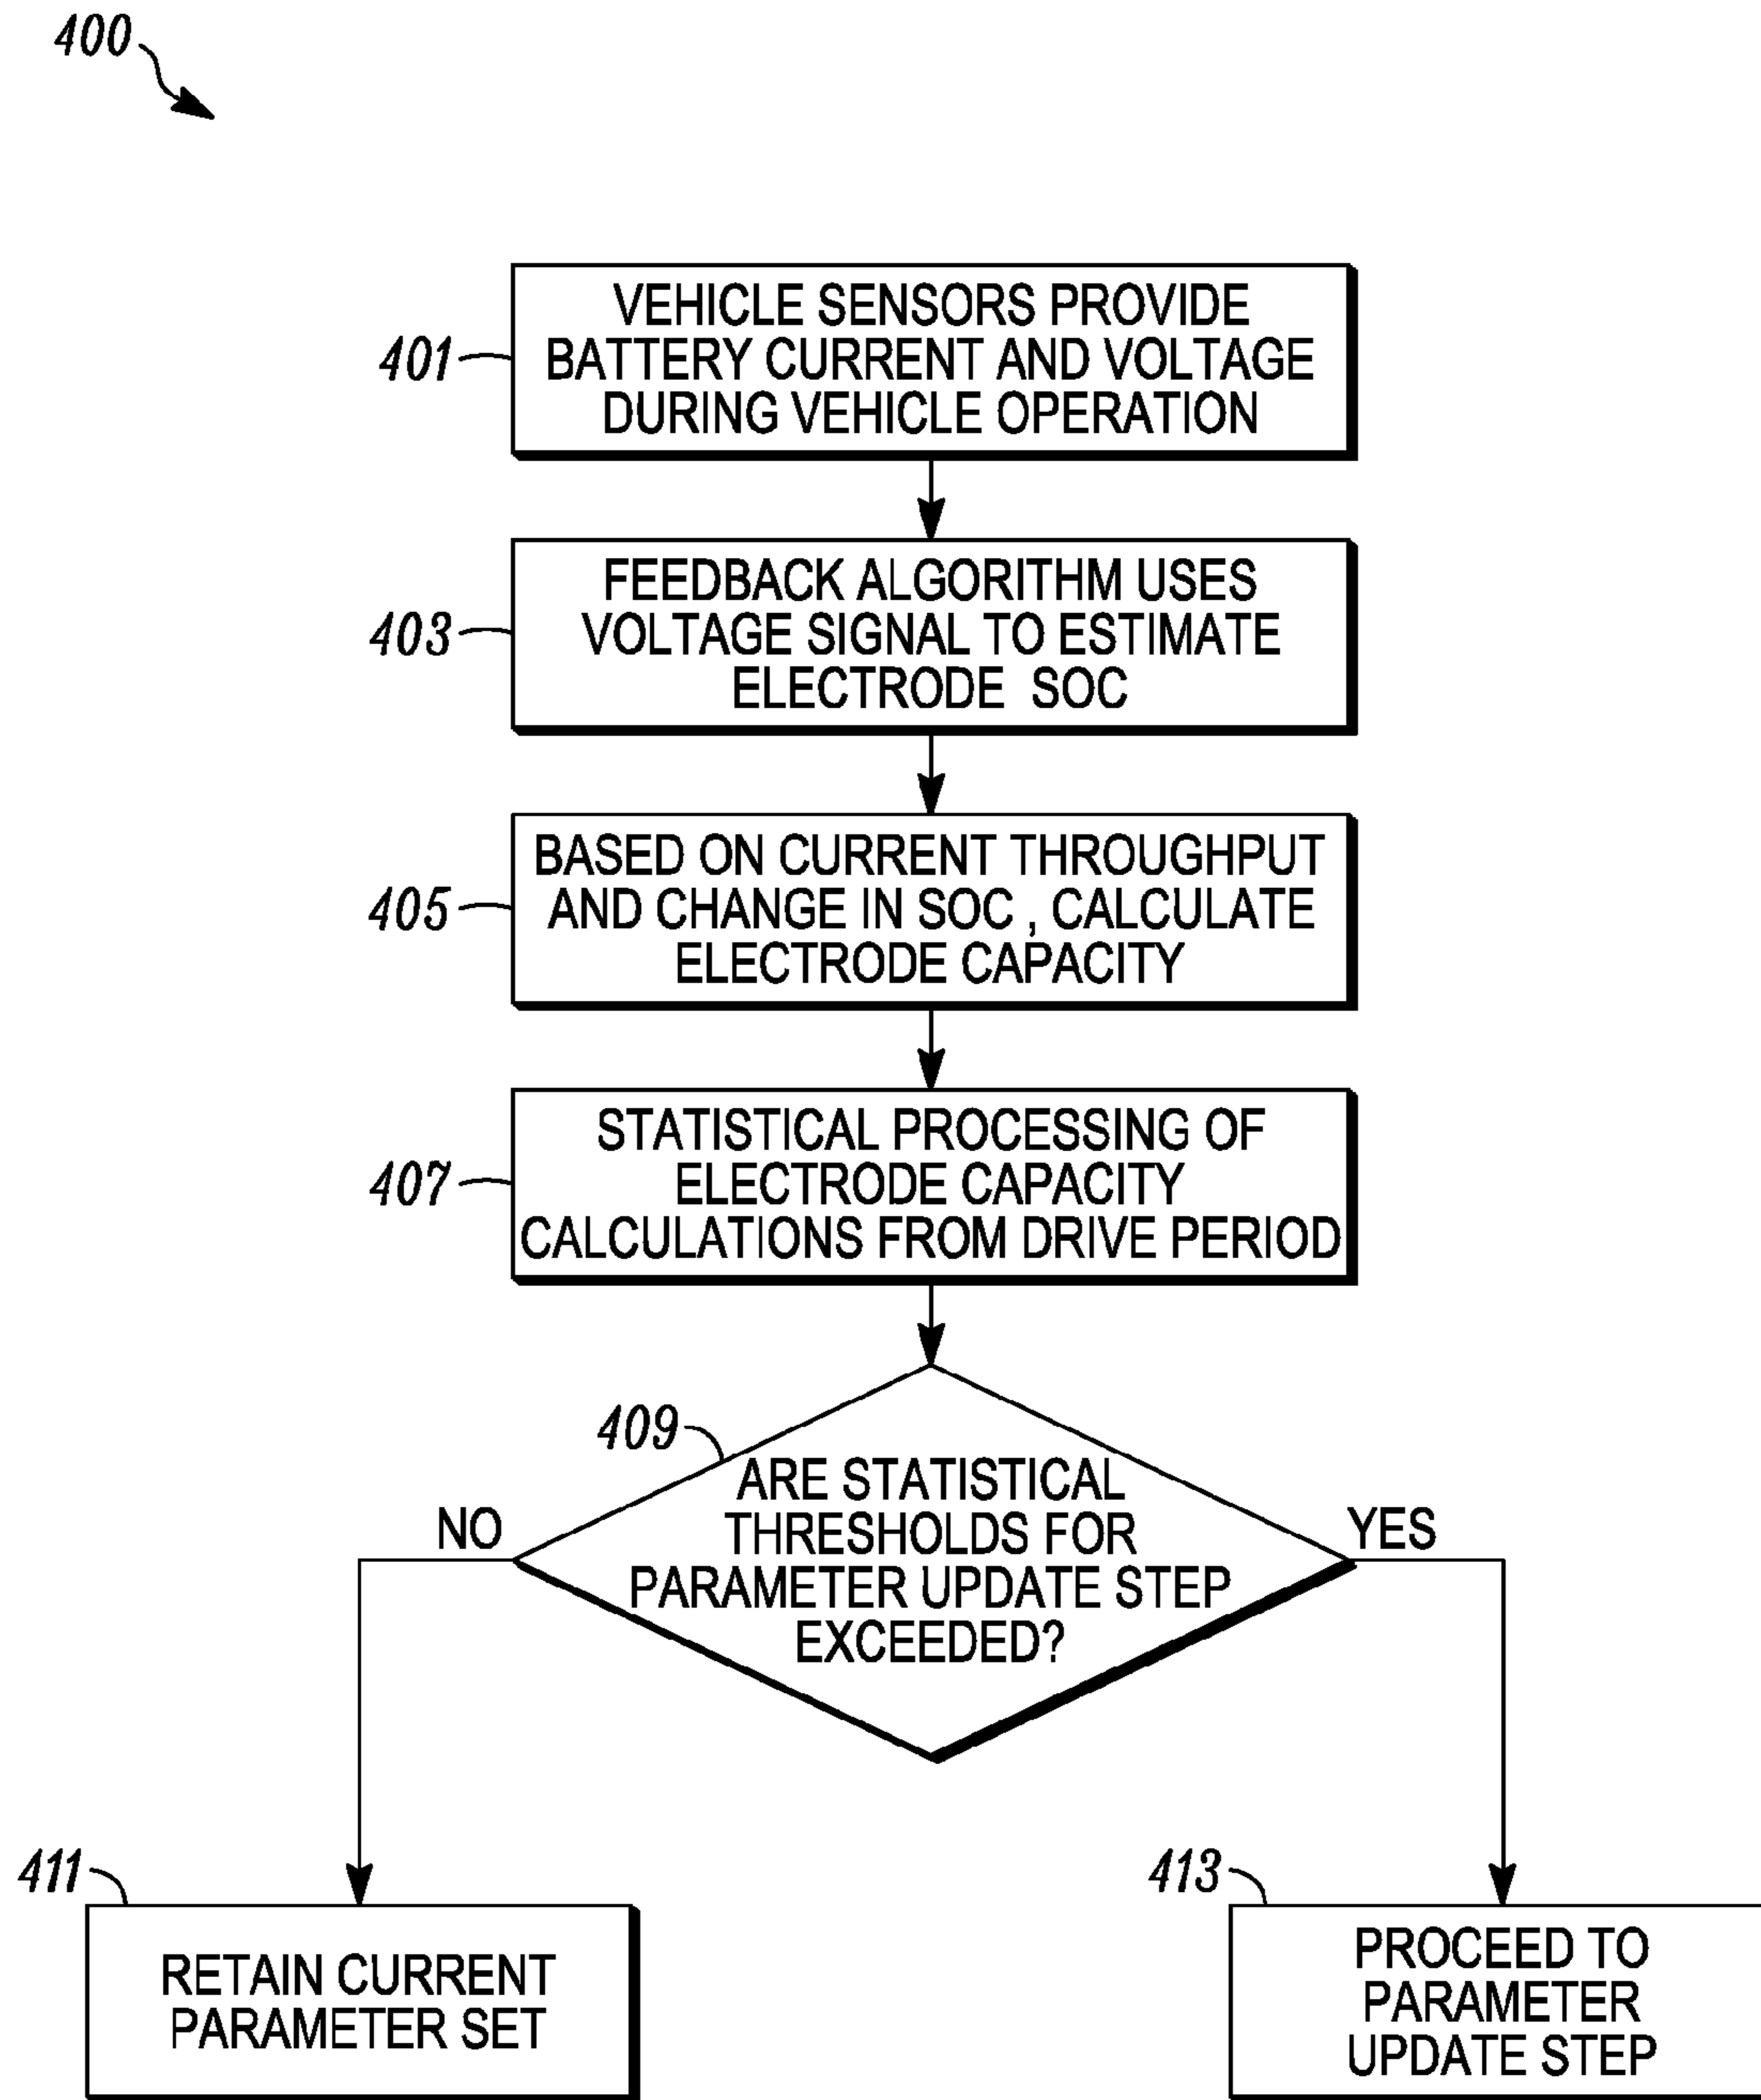 400
401
VEHICLE SENSORS PROVIDE
BATTERY CURRENT AND VOLTAGE
DURING VEHICLE OPERATION
403
FEEDBACK ALGORITHM USES
VOLTAGE SIGNAL TO ESTIMATE
ELECTRODE SOC
405
BASED ON CURRENT THROUGHPUT
AND CHANGE IN SOC , CALCULATE
ELECTRODE CAPACITY
407
STATISTICAL PROCESSING OF
ELECTRODE CAPACITY
CALCULATIONS FROM DRIVE PERIOD
409
ARE STATISTICAL
THRESHOLDS FOR
PARAMETER UPDATE STEP
EXCEEDED?
NO
YES
411
RETAIN CURRENT
PARAMETER SET
413
PROCEED TO
PARAMETER
UPDATE STEP